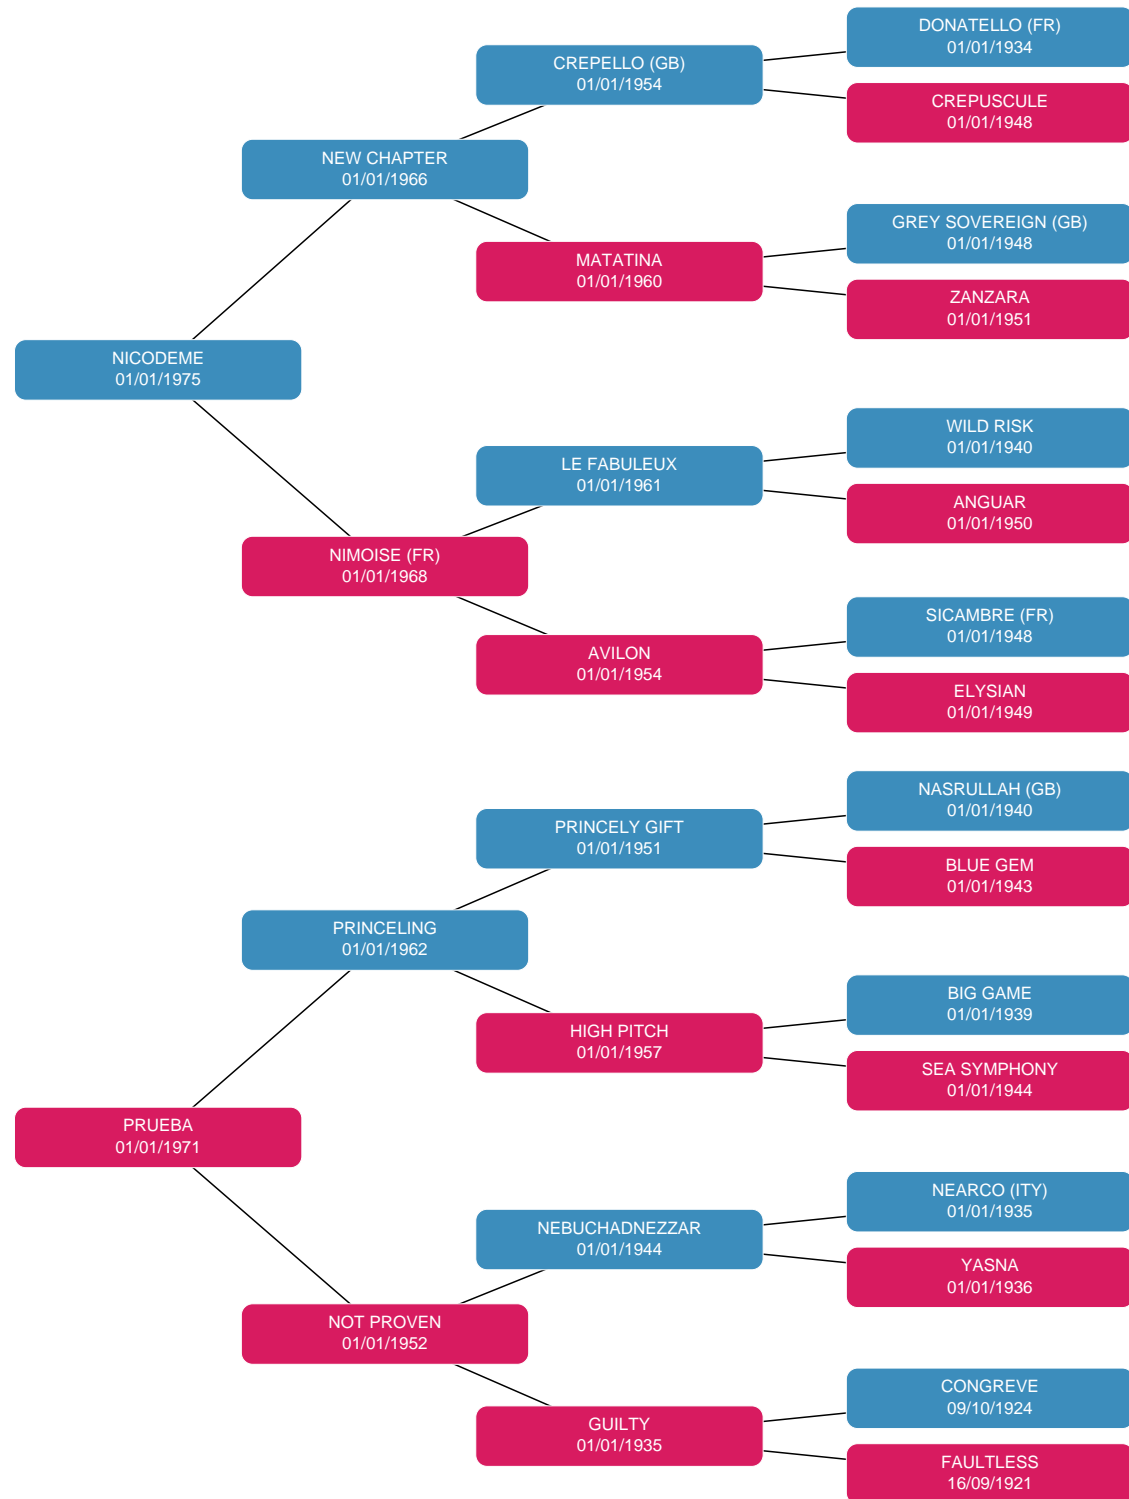 DONATELLO (FR)
01/01/1934
CREPELLO (GB)
01/01/1954
CREPUSCULE
01/01/1948
NEW CHAPTER
01/01/1966
GREY SOVEREIGN (GB)
01/01/1948
MATATINA
01/01/1960
ZANZARA
01/01/1951
NICODEME
01/01/1975
WILD RISK
01/01/1940
LE FABULEUX
01/01/1961
ANGUAR
01/01/1950
NIMOISE (FR)
01/01/1968
SICAMBRE (FR)
01/01/1948
AVILON
01/01/1954
ELYSIAN
01/01/1949
NASRULLAH (GB)
01/01/1940
PRINCELY GIFT
01/01/1951
BLUE GEM
01/01/1943
PRINCELING
01/01/1962
BIG GAME
01/01/1939
HIGH PITCH
01/01/1957
SEA SYMPHONY
01/01/1944
PRUEBA
01/01/1971
NEARCO (ITY)
01/01/1935
NEBUCHADNEZZAR
01/01/1944
YASNA
01/01/1936
NOT PROVEN
01/01/1952
CONGREVE
09/10/1924
GUILTY
01/01/1935
FAULTLESS
16/09/1921